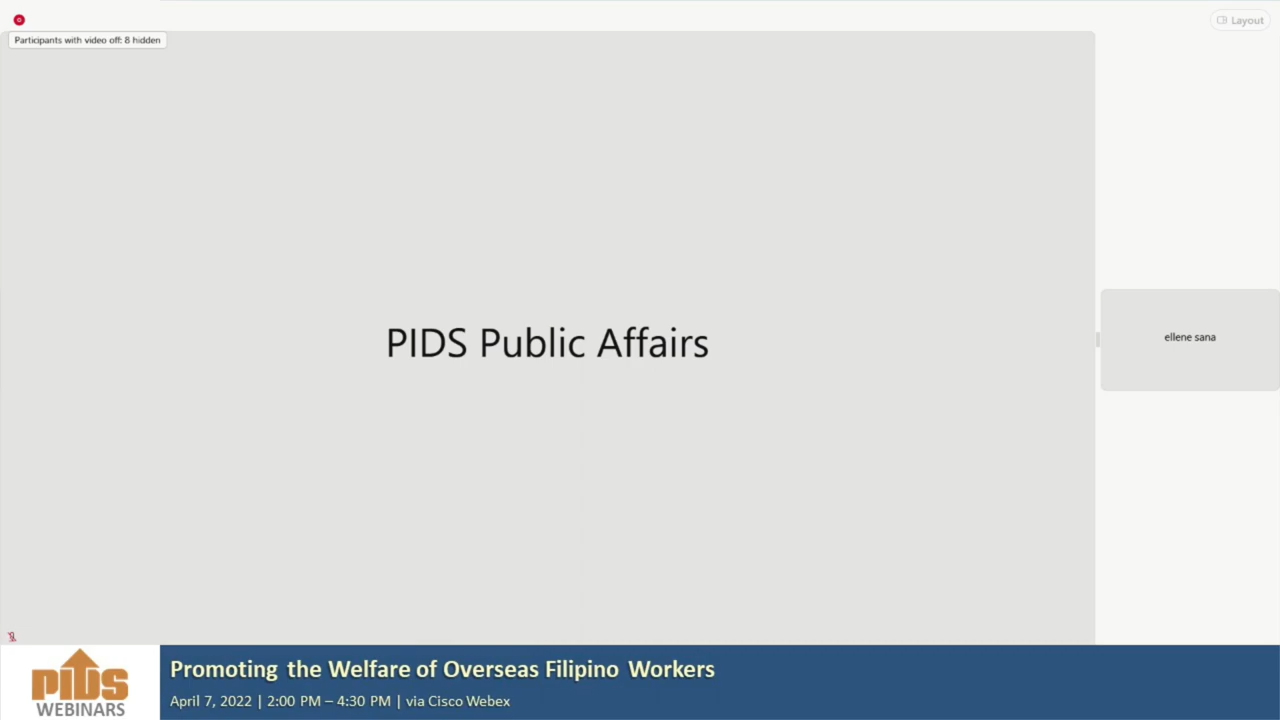 Layout
Participants with video off: 8 hidden
PIDS Public Affairs
ellene sana
PIDS
WEBINARS
Promoting the Welfare of Overseas Filipino Workers
April 7, 2022 | 2:00 PM – 4:30 PM | via Cisco Webex